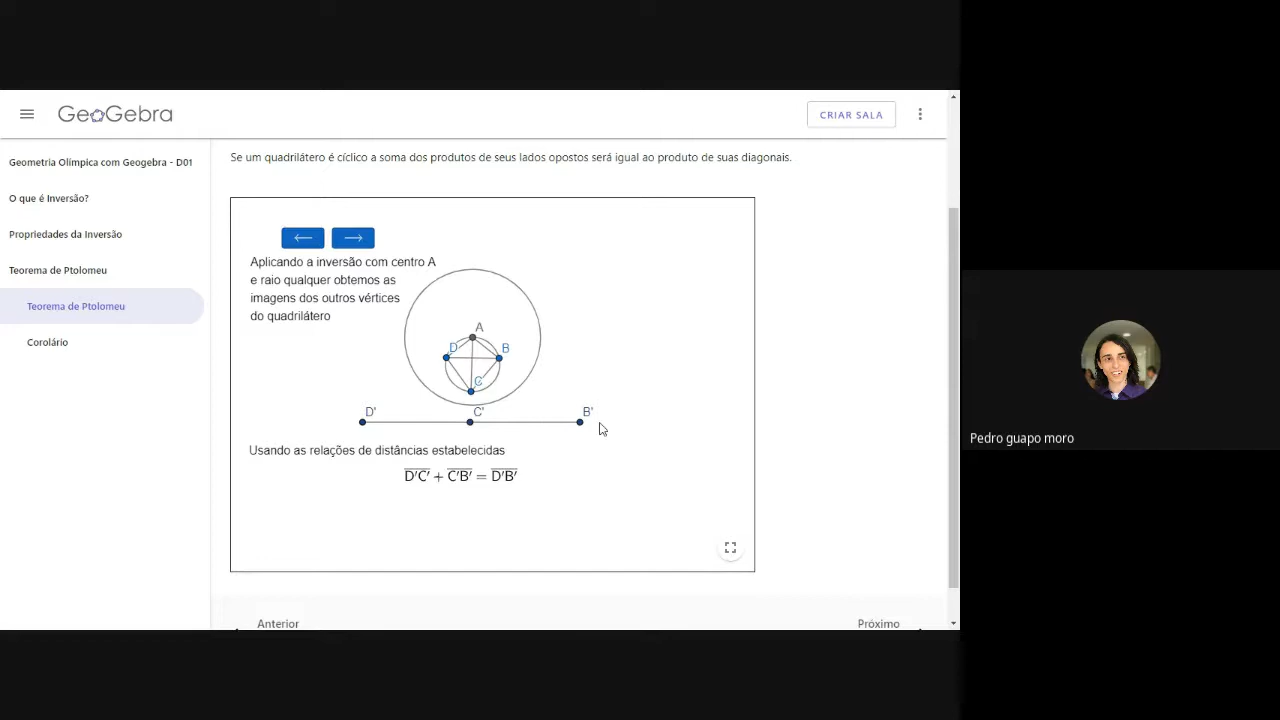 GeoGebra
CRIAR SALA
Geometria Olímpica com Geogebra - D01
O que é Inversão?
Propriedades da Inversão
Teorema de Ptolomeu
Teorema de Ptolomeu
Corolário
Se um quadrilátero é cíclico a soma dos produtos de seus lados opostos será igual ao produto de suas diagonais.
Aplicando a inversão com centro A
e raio qualquer obtemos as
imagens dos outros vértices
do quadrilátero
A
D
B
C
D'
C'
B'
Usando as relações de distâncias estabelecidas
D'C' + C'B' = D'B'
Anterior
Próximo
Pedro guapo moro